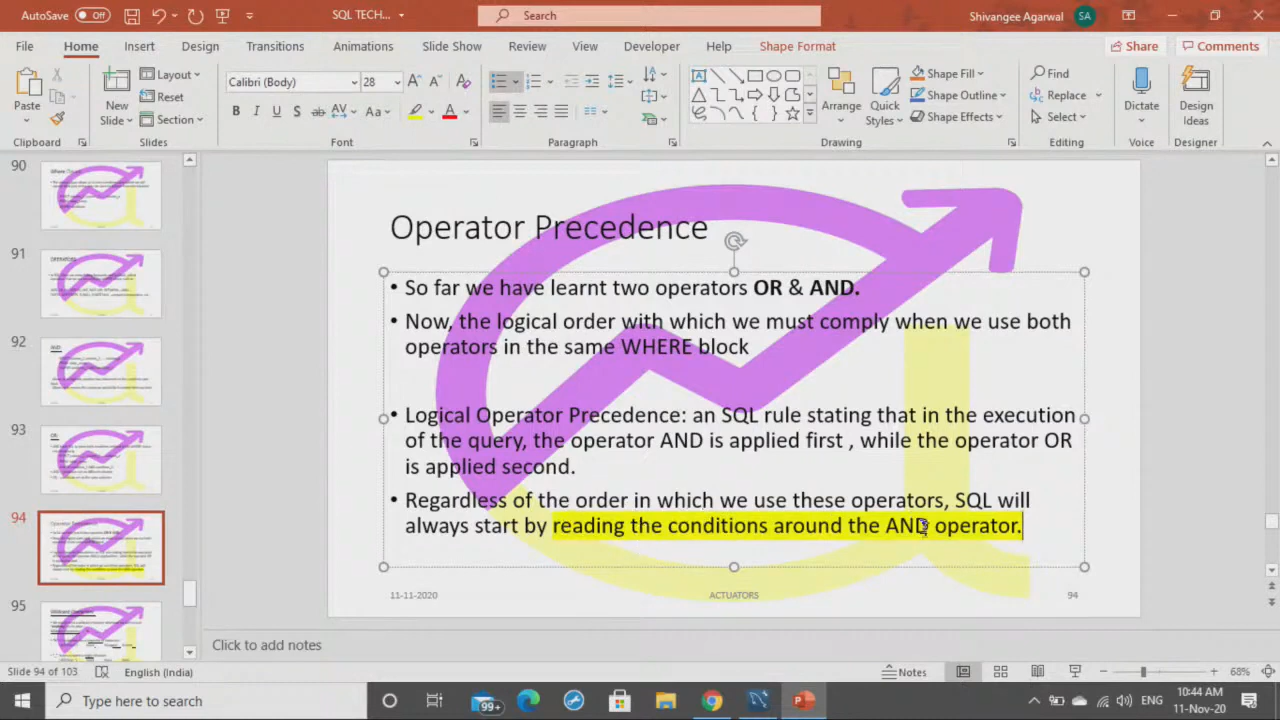 AutoSave Off SQL TECH... Search Shivangee Agarwal SA
File Home Insert Design Transitions Animations Slide Show Review View Developer Help Shape Format Share Comments
Paste
Clipboard
New Slide
Layout
Reset
Section
Slides
Calibri (Body) 28
Font
Paragraph
Arrange
Quick Styles
Shape Fill
Shape Outline
Shape Effects
Drawing
Find
Replace
Select
Editing
Dictate
Voice
Design Ideas
Designer
90
91
92
93
94
95
Operator Precedence
• So far we have learnt two operators OR & AND.
• Now, the logical order with which we must comply when we use both
operators in the same WHERE block
• Logical Operator Precedence: an SQL rule stating that in the execution
of the query, the operator AND is applied first , while the operator OR
is applied second.
• Regardless of the order in which we use these operators, SQL will
always start by reading the conditions around the AND operator.
11-11-2020 ACTUATORS 94
Click to add notes
Slide 94 of 103 English (India) Notes 68%
Type here to search 99+ ENG 10:44 AM
11-Nov-20